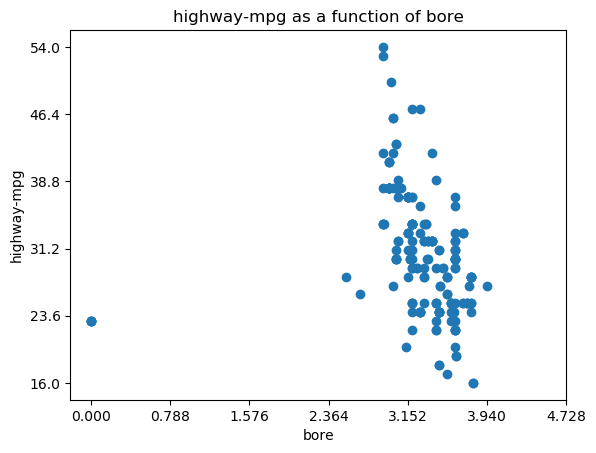 highway-mpg as a function of bore
54.0
46.4
38.8
31.2
23.6
16.0
highway-mpg
0.000 0.788 1.576 2.364 3.152 3.940 4.728
bore